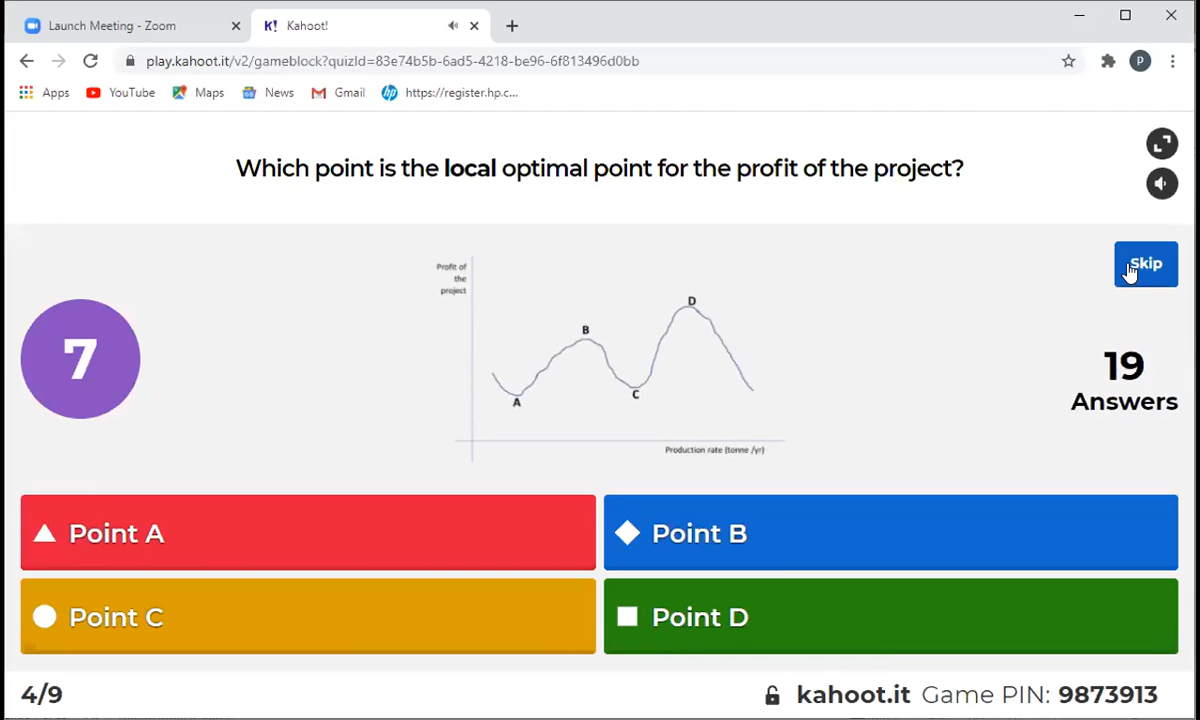 Launch Meeting - Zoom
K! Kahoot!
play.kahoot.it/v2/gameblock?quizId=83e74b5b-6ad5-4218-be96-6f813496d0bb
P
Apps YouTube Maps News Gmail hp https://register.hp.c...
Which point is the local optimal point for the profit of the project?
Skip
Profit of
the
project
7
19
Answers
A
B
C
D
Production rate (tonne /yr)
Point A
Point B
Point C
Point D
4/9
kahoot.it Game PIN: 9873913